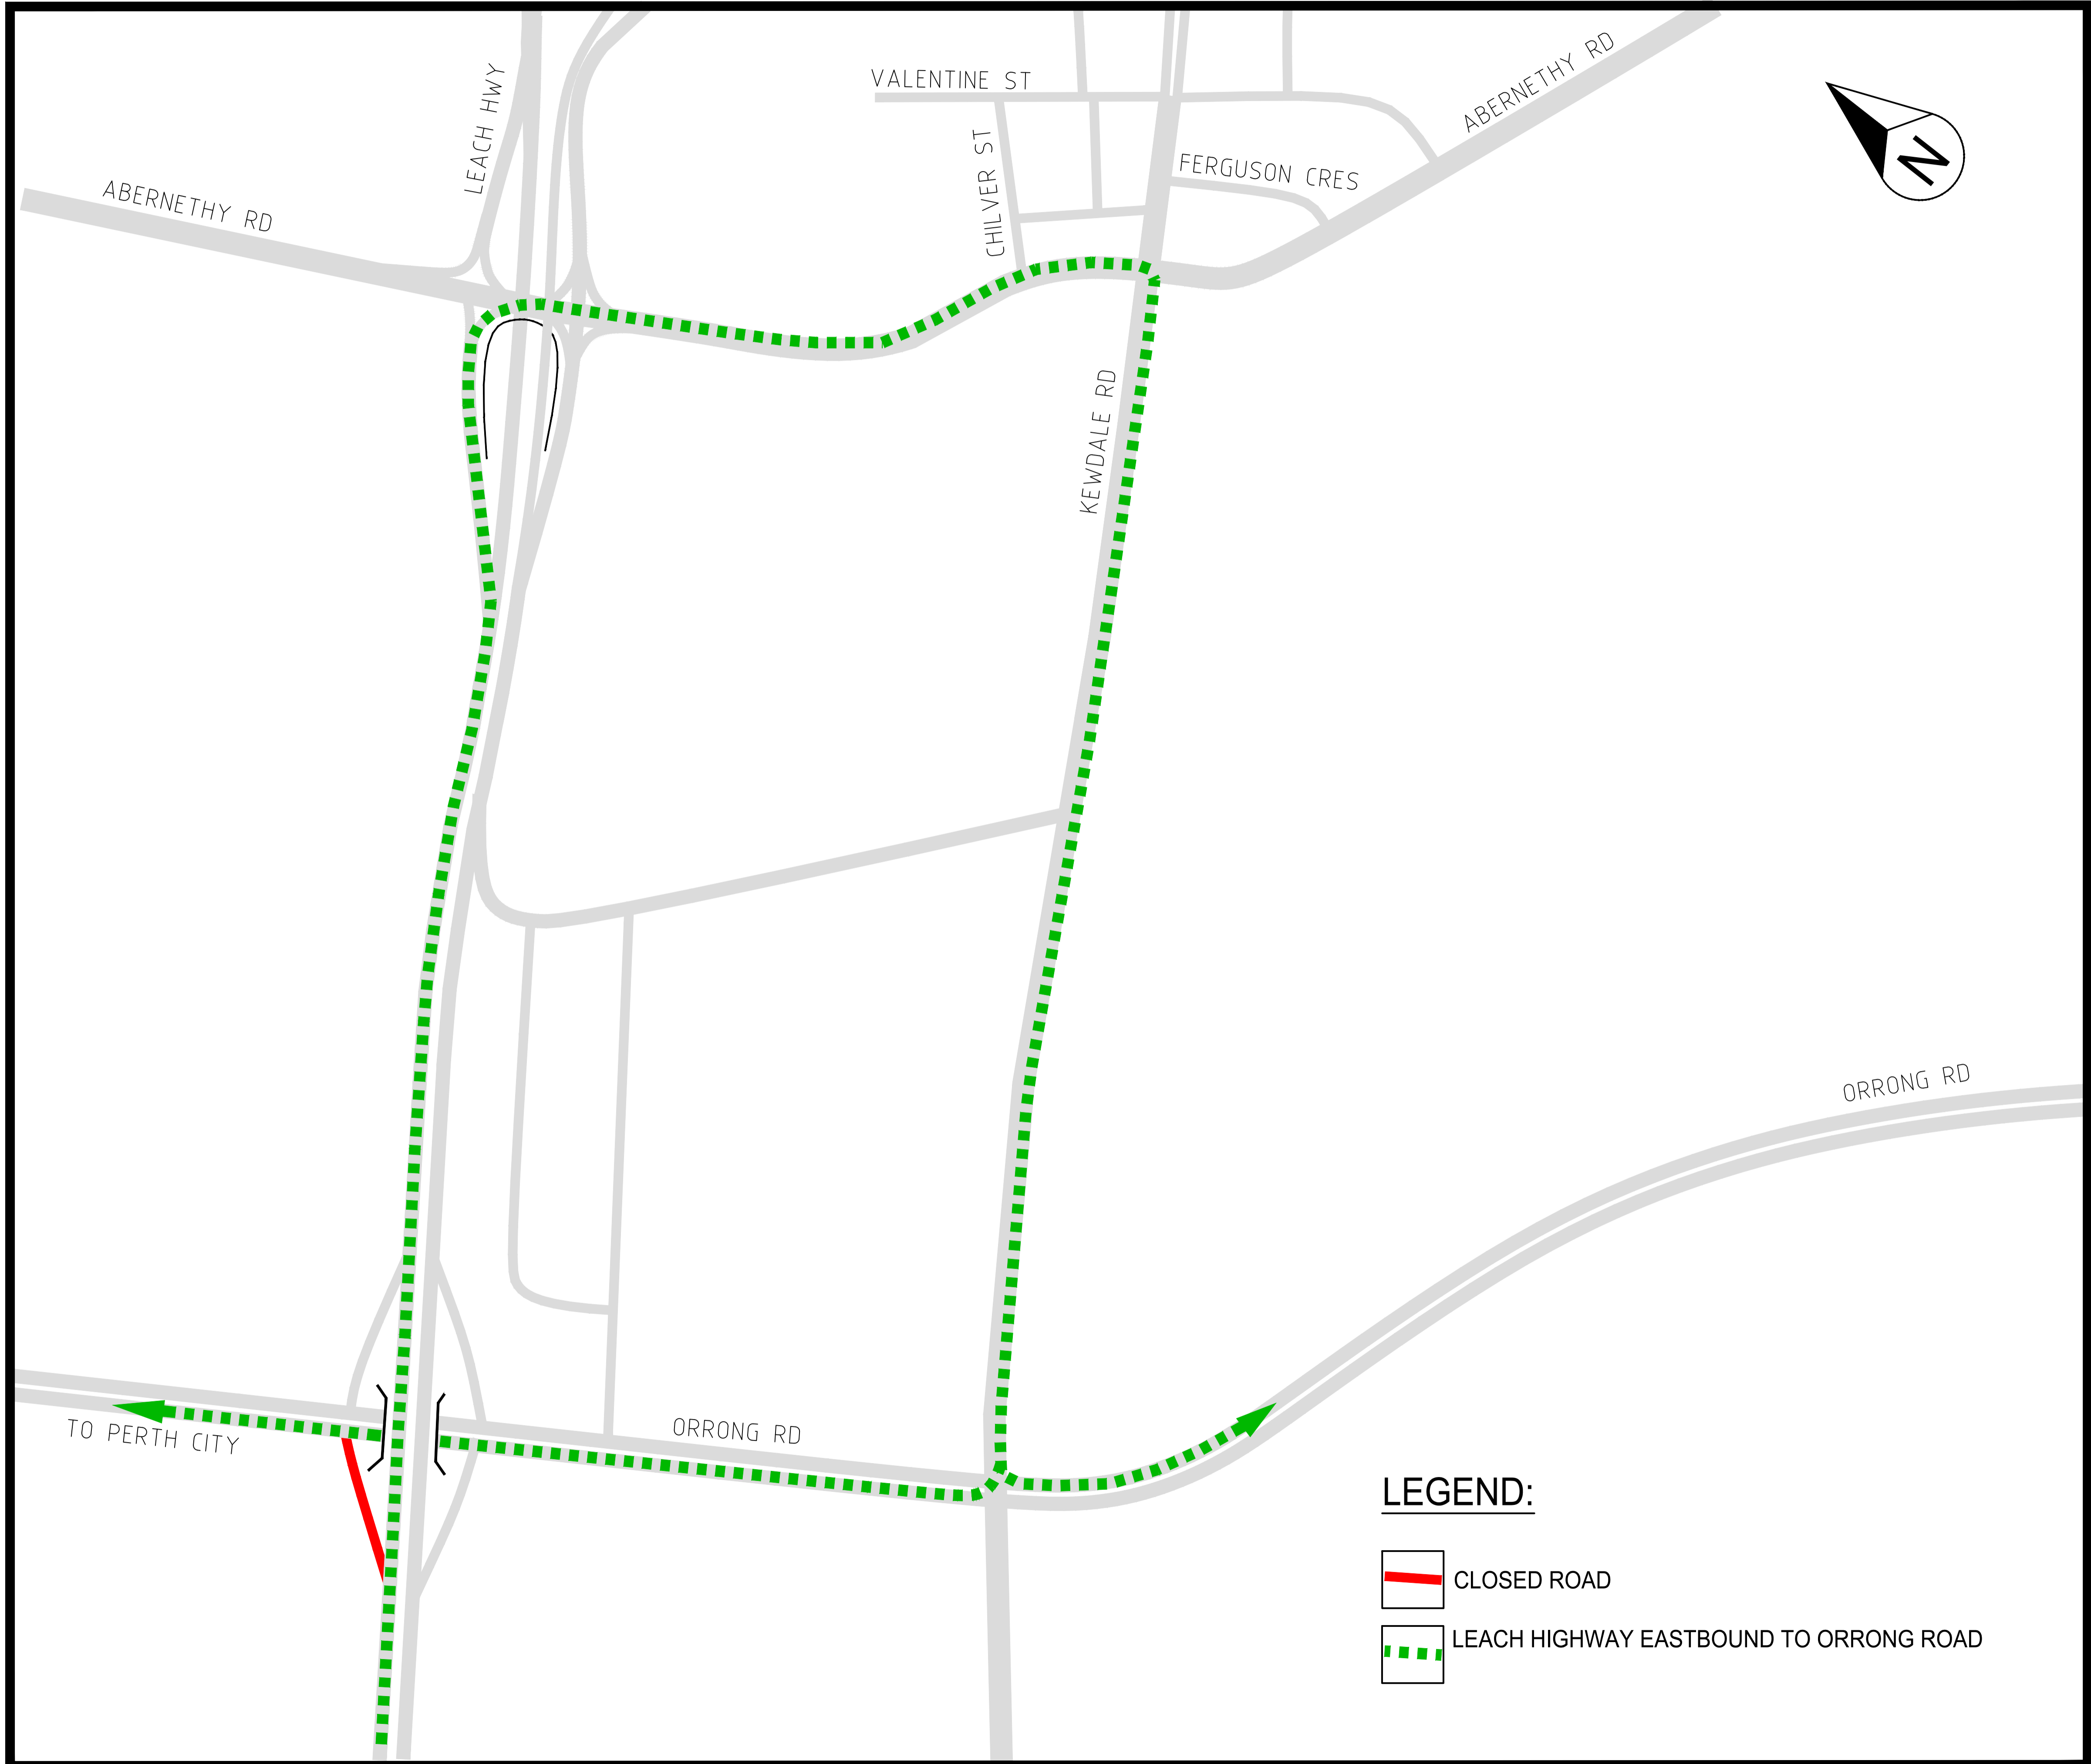 LEACH HWY
VALENTINE ST
ABERNETHY RD
ABERNETHY RD
CHILVER ST
FERGUSON CRES
N
KEWDALE RD
ORRONG RD
TO PERTH CITY
ORRONG RD
LEGEND:
CLOSED ROAD
LEACH HIGHWAY EASTBOUND TO ORRONG ROAD